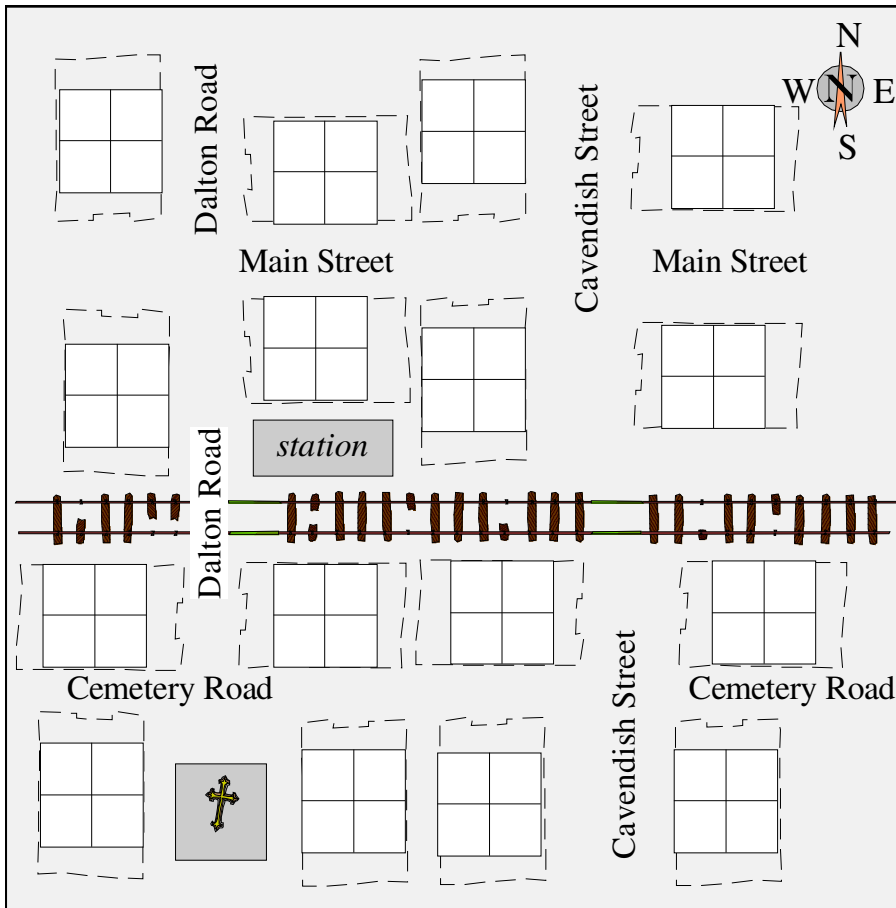 N
W N E
S
Dalton Road
Cavendish Street
Main Street
Main Street
station
Dalton Road
Cemetery Road
Cavendish Street
Cemetery Road